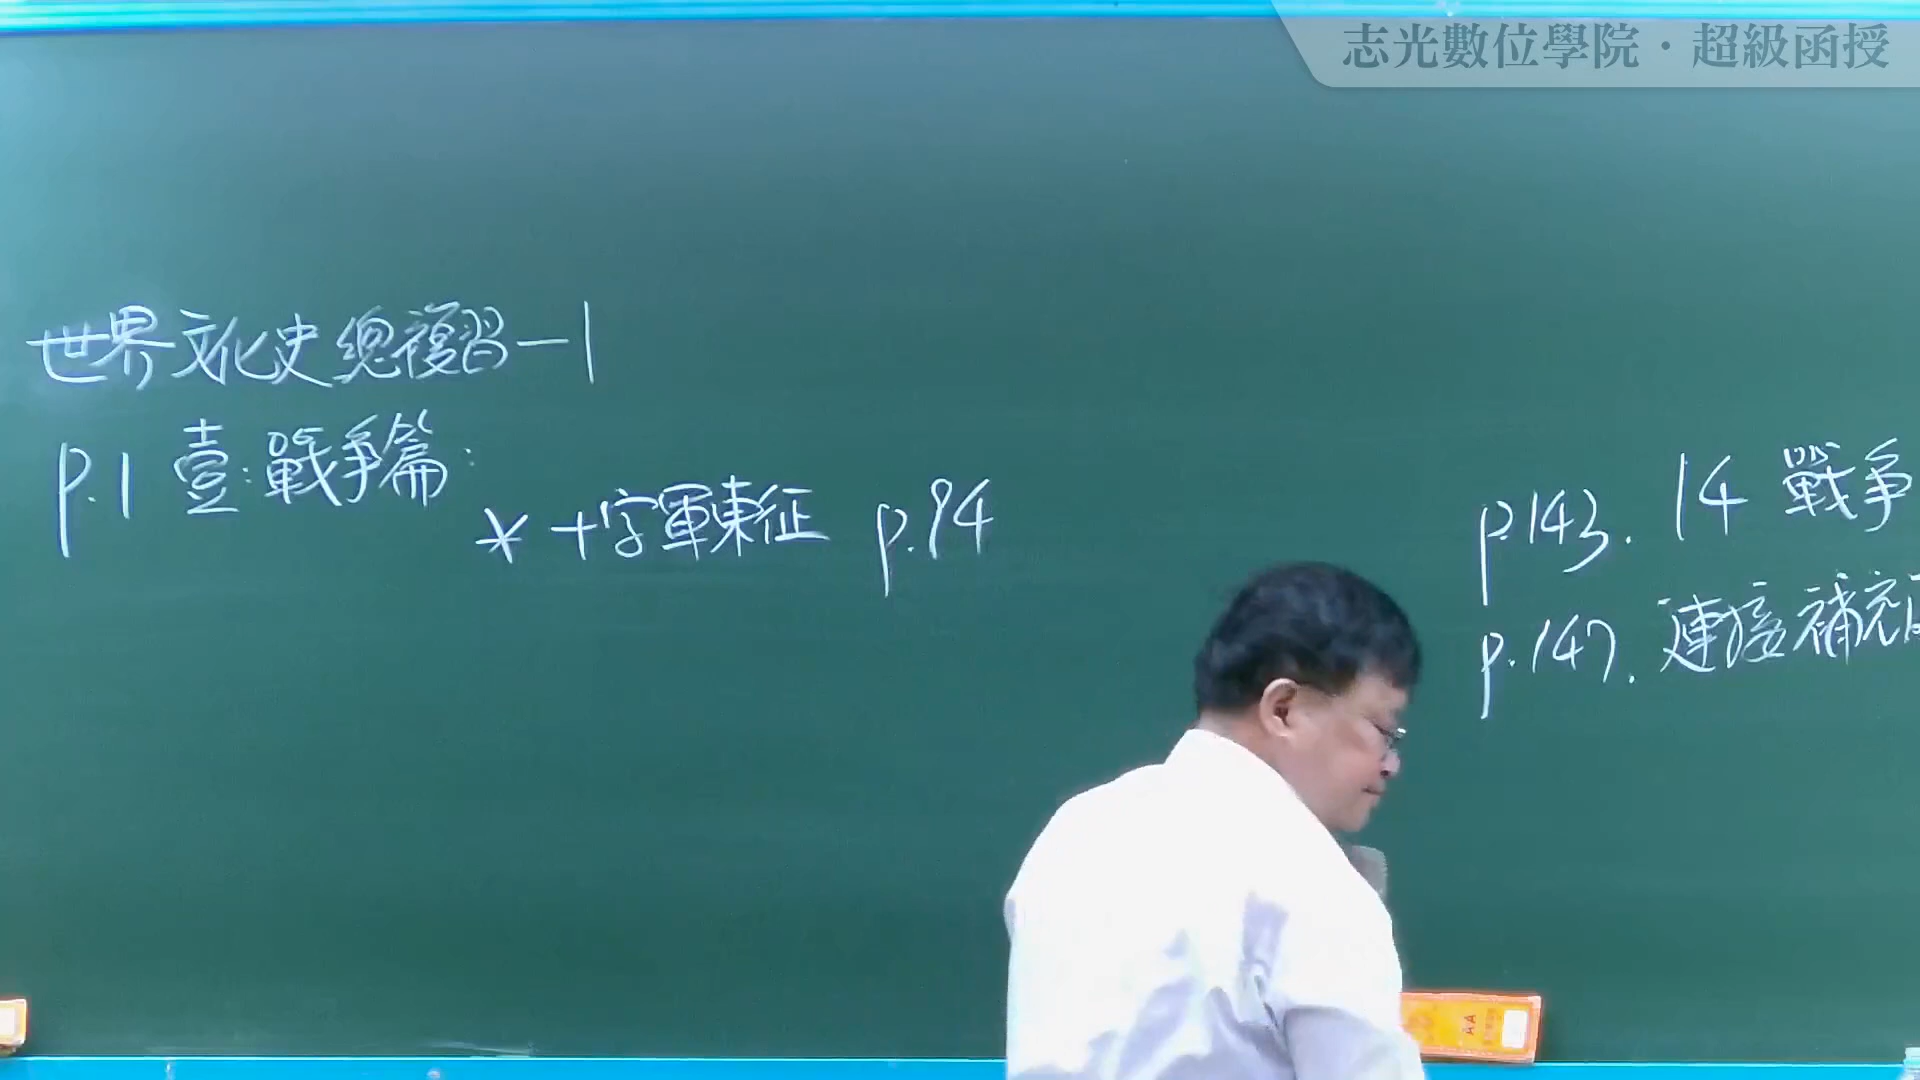 志光數位學院・超級函授
世界文化史總複習－1
p.1 壹：戰爭篇：
* 十字軍東征 p.94
p.143. 14 戰爭
p.147. 連接補充
AA